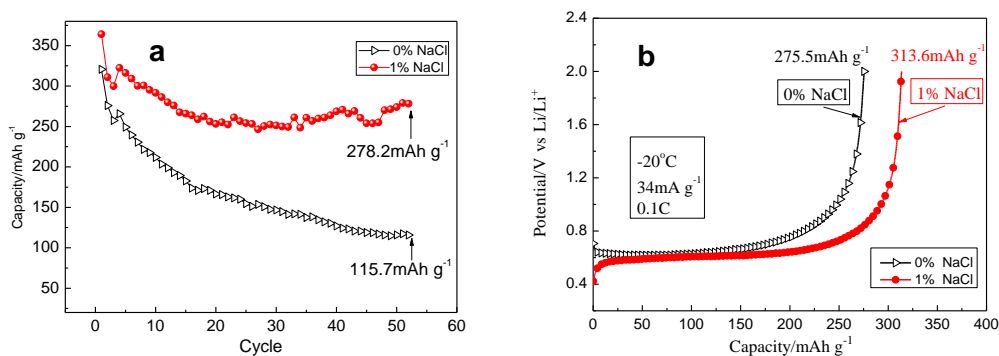 a
0% NaCl
1% NaCl
350
300
250
200
150
100
50
Capacity/mAh g-1
278.2mAh g-1
115.7mAh g-1
0
10
20
30
40
50
60
Cycle
b
275.5mAh g-1
313.6mAh g-1
0% NaCl
1% NaCl
-20oC
34mA g-1
0.1C
2.4
2.0
1.6
1.2
0.8
0.4
Potential/V vs Li/Li+
0% NaCl
1% NaCl
0
50
100
150
200
250
300
350
400
Capacity/mAh g-1